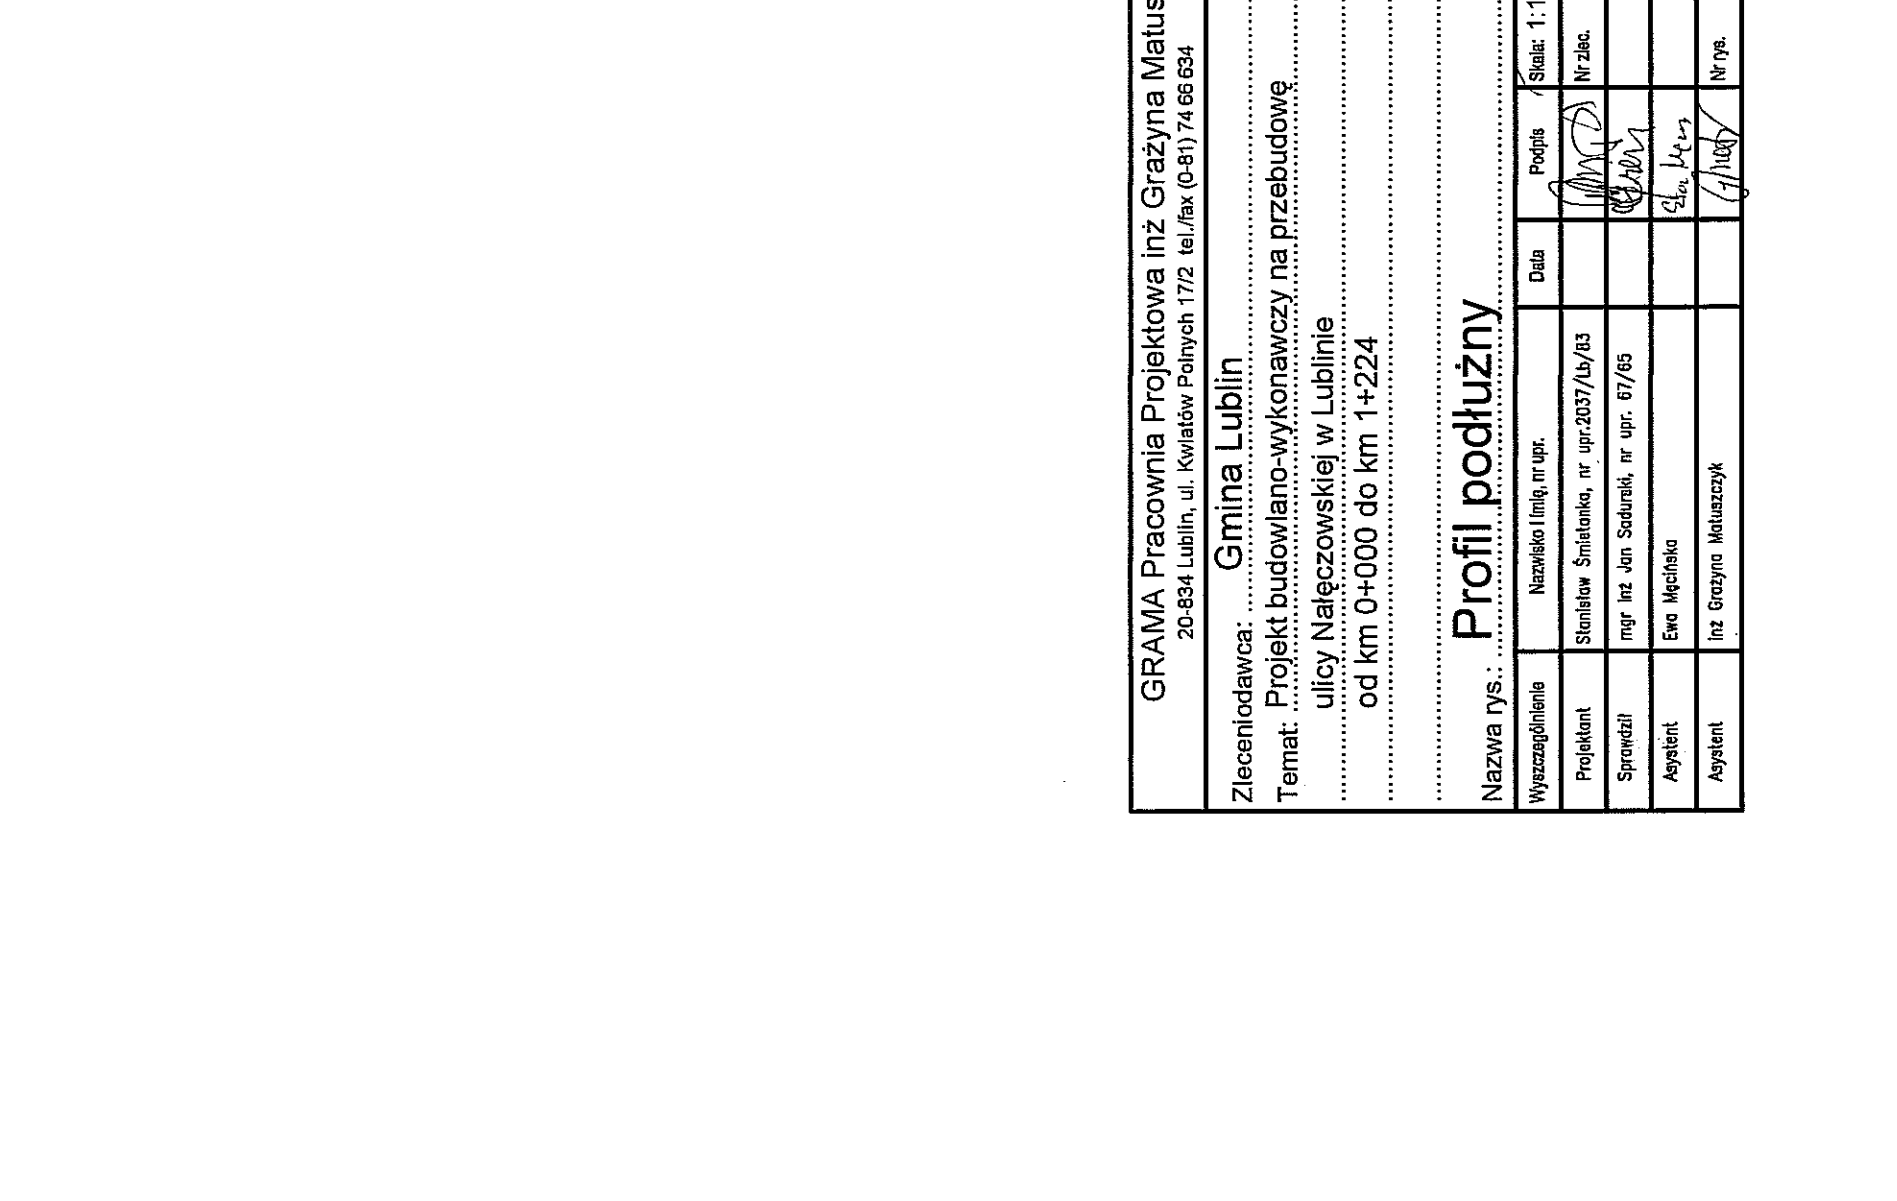 GRAMA Pracownia Projektowa inż Grażyna Matus
20-834 Lublin, ul. Kwiatów Polnych 17/2 tel./fax (0-81) 74 66 634
Zleceniodawca: Gmina Lublin
Temat: Projekt budowlano-wykonawczy na przebudowę
ulicy Nałęczowskiej w Lublinie
od km 0+000 do km 1+224
Nazwa rys.: Profil podłużny
Wyszczególnienie Nazwisko i imię, nr upr. Data Podpis Skala: 1:1
Projektant Stanisław Śmietanka, nr upr.2037/Lb/83 Nr zlec.
Sprawdził mgr inż Jan Sadurski, nr upr. 67/65
Asystent Ewa Męcińska
Asystent inż Grażyna Matuszczyk Nr rys.